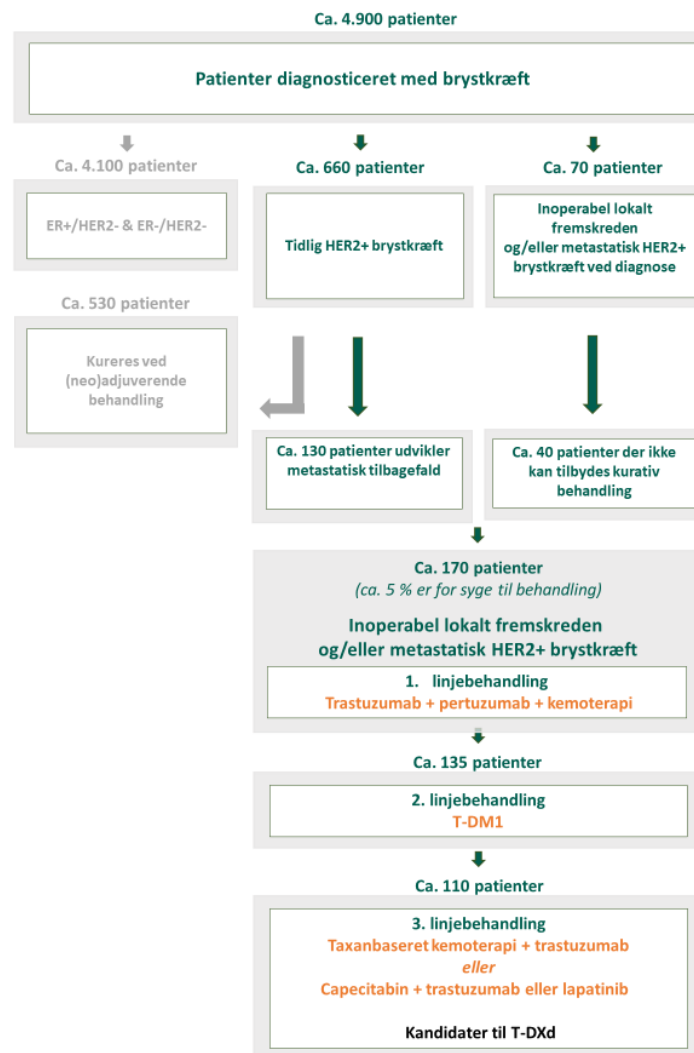 Ca. 4.900 patienter
Patienter diagnosticeret med brystkræft
Ca. 4.100 patienter
ER+/HER2- & ER-/HER2-
Ca. 660 patienter
Tidlig HER2+ brystkræft
Ca. 70 patienter
Inoperabel lokalt
fremskreden
og/eller metastatisk HER2+
brystkræft ved diagnose
Ca. 530 patienter
Kureres ved
(neo)adjuverende
behandling
Ca. 130 patienter udvikler
metastatisk tilbagefald
Ca. 40 patienter der ikke
kan tilbydes kurativ
behandling
Ca. 170 patienter
(ca. 5 % er for syge til behandling)
Inoperabel lokalt fremskreden
og/eller metastatisk HER2+ brystkræft
1. linjebehandling
Trastuzumab + pertuzumab + kemoterapi
Ca. 135 patienter
2. linjebehandling
T-DM1
Ca. 110 patienter
3. linjebehandling
Taxanbaseret kemoterapi + trastuzumab
eller
Capecitabin + trastuzumab eller lapatinib
Kandidater til T-DXd